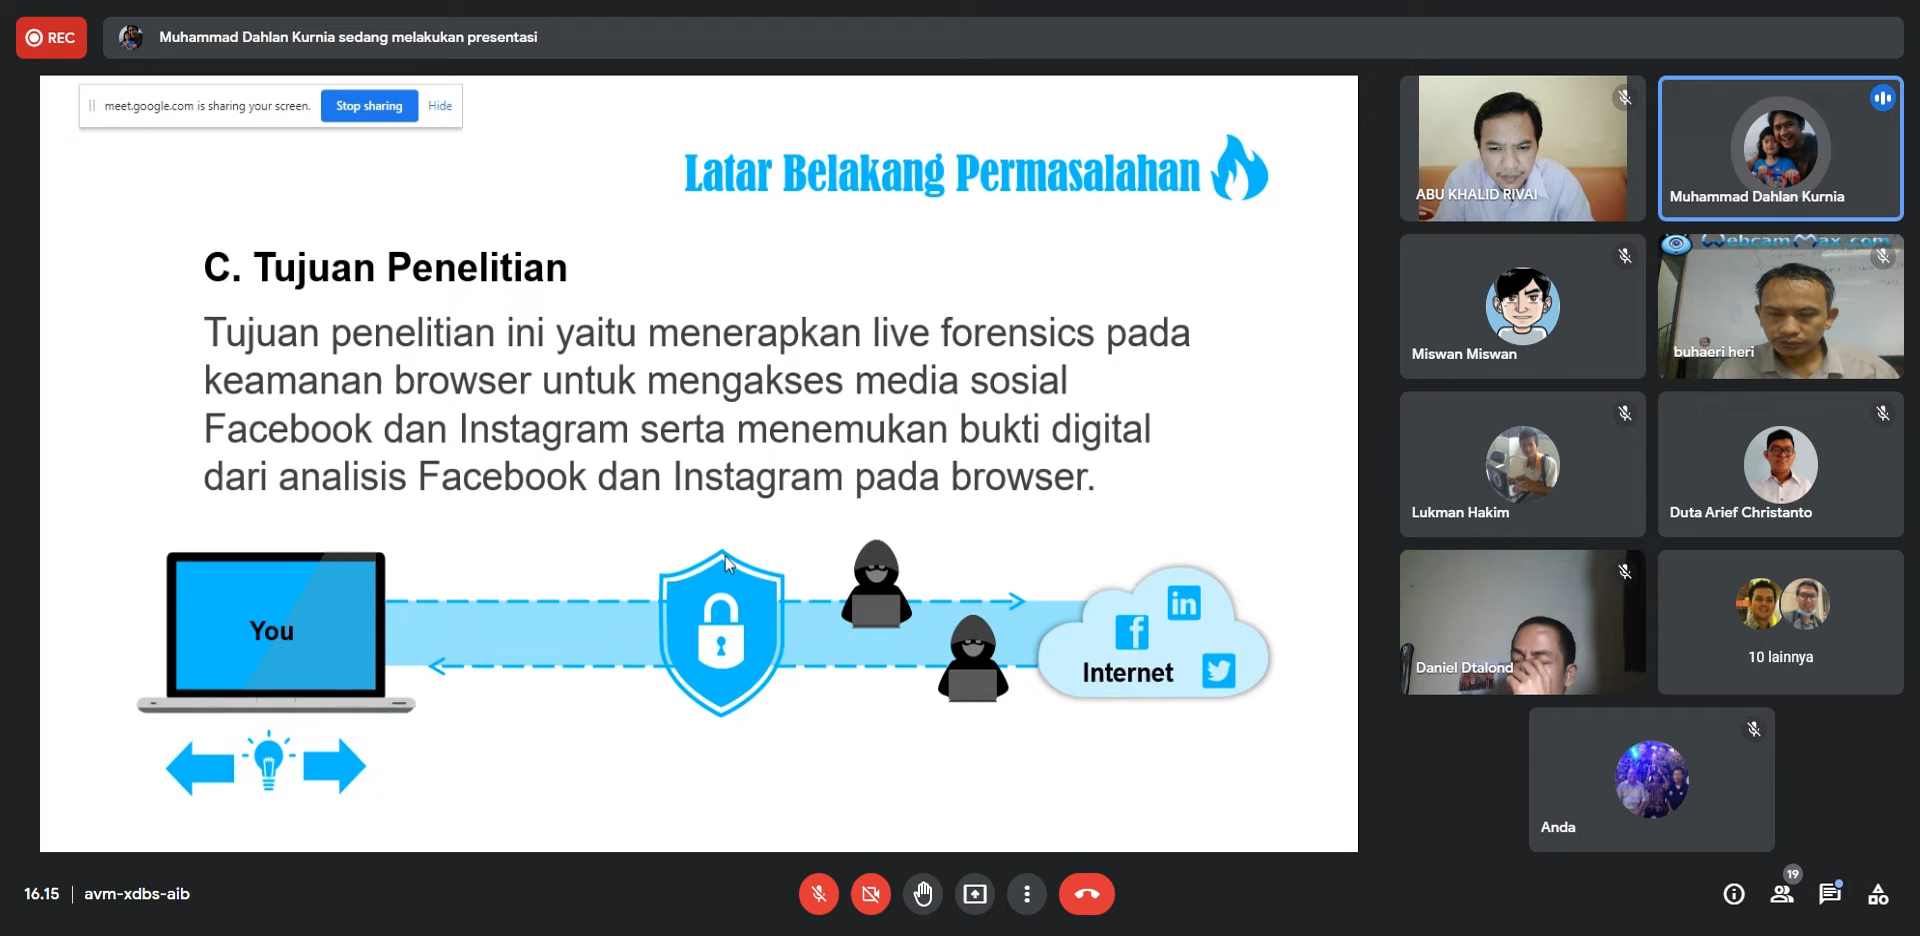 REC
Muhammad Dahlan Kurnia sedang melakukan presentasi
meet.google.com is sharing your screen.
Stop sharing
Hide
Latar Belakang Permasalahan
C. Tujuan Penelitian
Tujuan penelitian ini yaitu menerapkan live forensics pada
keamanan browser untuk mengakses media sosial
Facebook dan Instagram serta menemukan bukti digital
dari analisis Facebook dan Instagram pada browser.
You
f
in
Internet
ABU KHALID RIVAI
Muhammad Dahlan Kurnia
Miswan Miswan
WebcamMax.com
buhaeri heri
Lukman Hakim
Duta Arief Christanto
Daniel Dtalond
10 lainnya
Anda
16.15
avm-xdbs-aib
19